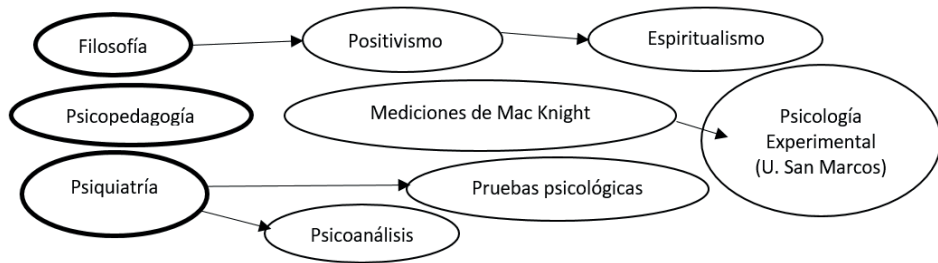 Filosofía
Positivismo
Espiritualismo
Psicopedagogía
Mediciones de Mac Knight
Psicología
Experimental
(U. San Marcos)
Psiquiatría
Pruebas psicológicas
Psicoanálisis